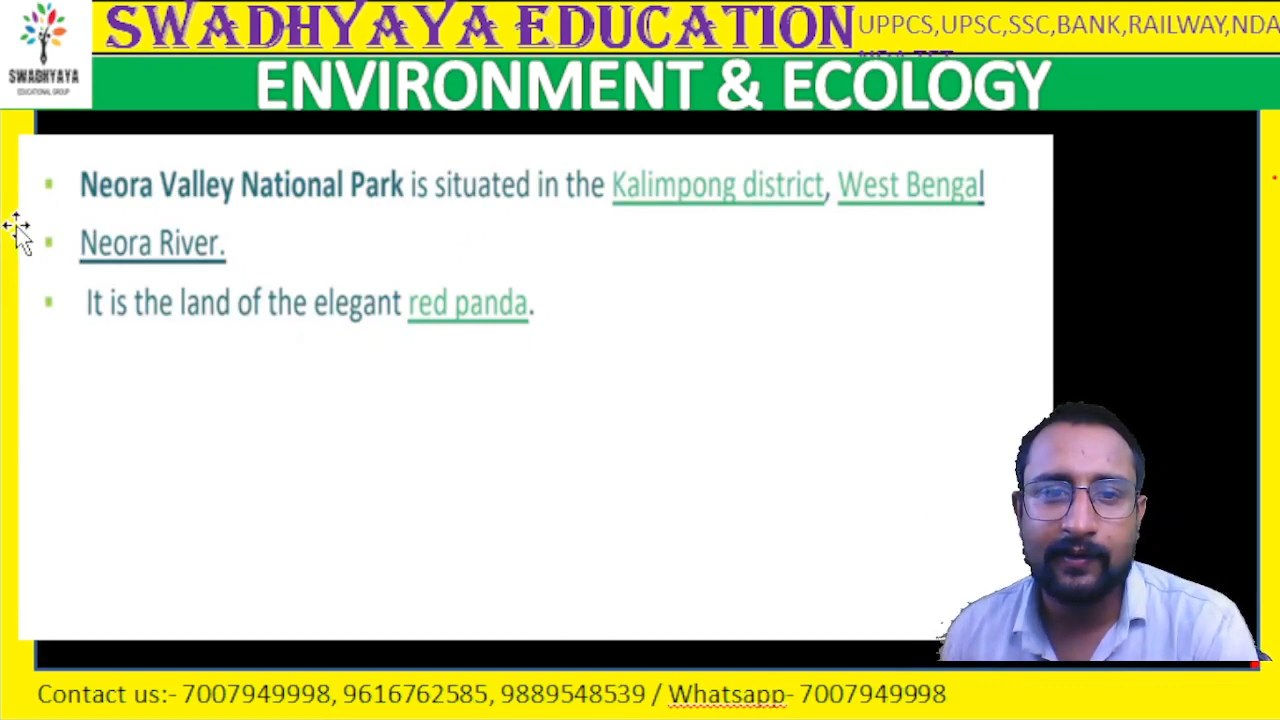 SWADHYAYA EDUCATION
UPPCS,UPSC,SSC,BANK,RAILWAY,NDA
SWADHYAYA
EDUCATIONAL GROUP
ENVIRONMENT & ECOLOGY
▪ Neora Valley National Park is situated in the Kalimpong district, West Bengal
▪ Neora River.
▪ It is the land of the elegant red panda.
Contact us:- 7007949998, 9616762585, 9889548539 / Whatsapp- 7007949998